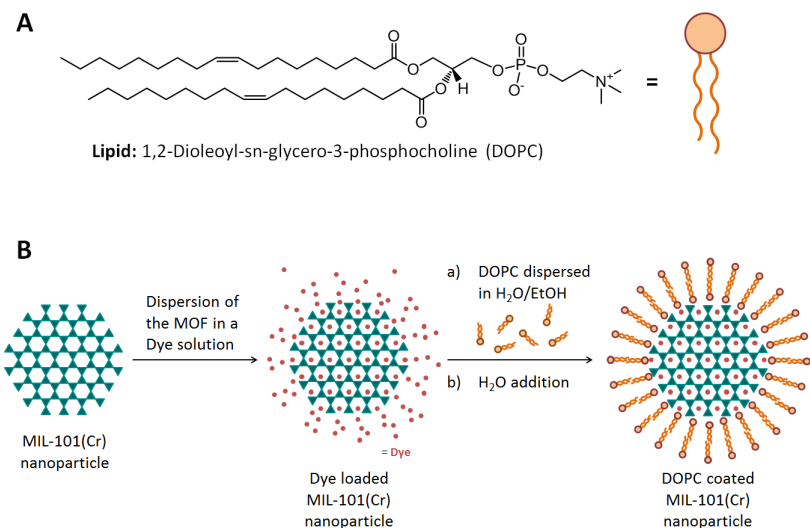 A
O
O
O
O
H
O
P
O
O-
N+
=
Lipid: 1,2-Dioleoyl-sn-glycero-3-phosphocholine (DOPC)
B
Dispersion of
the MOF in a
Dye solution
a) DOPC dispersed
in H2O/EtOH
b) H2O addition
MIL-101(Cr)
nanoparticle
= Dye
Dye loaded
MIL-101(Cr)
nanoparticle
DOPC coated
MIL-101(Cr)
nanoparticle